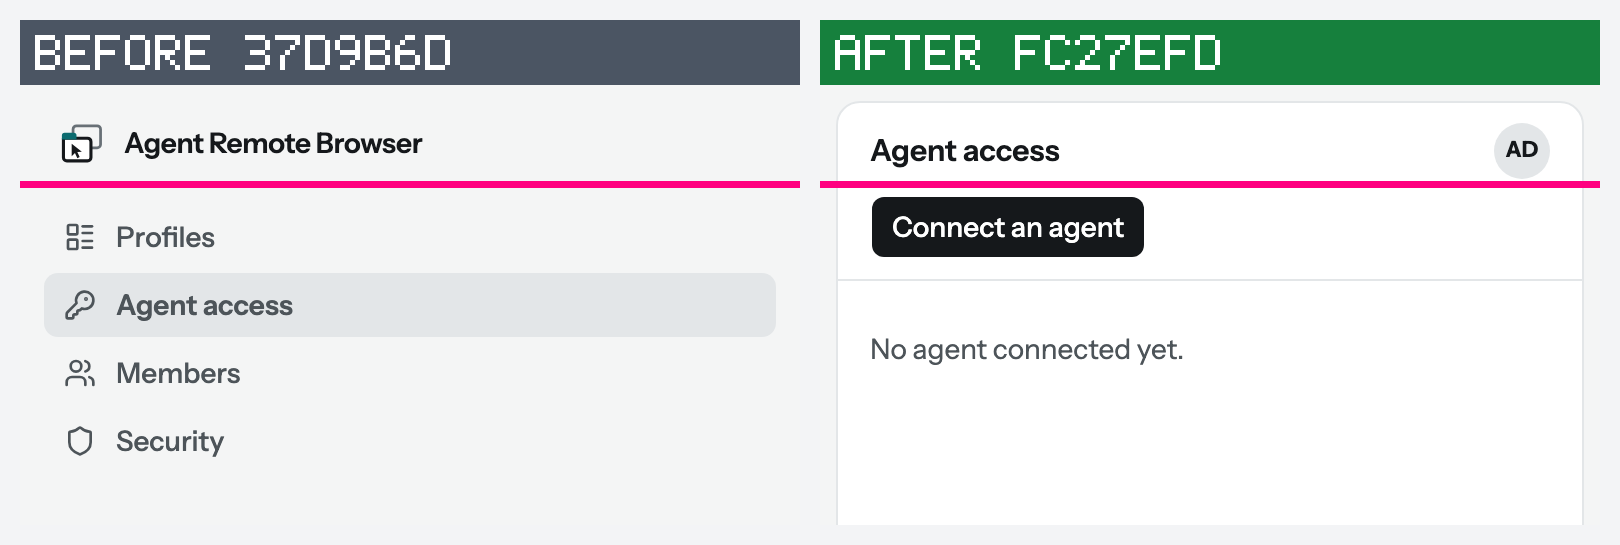 BEFORE 37D9B6D
Agent Remote Browser
Profiles
Agent access
Members
Security
AFTER FC27EFD
Agent access
AD
Connect an agent
No agent connected yet.